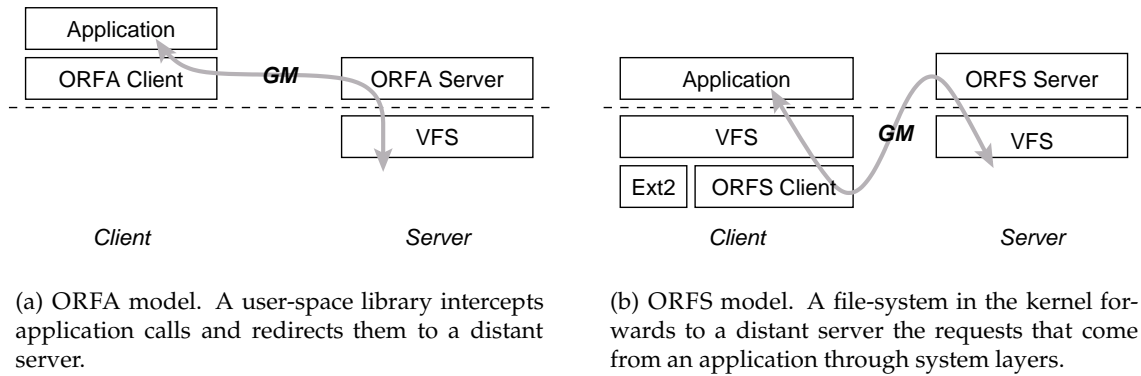 Application
ORFA Client
GM
ORFA Server
VFS
Client
Server
(a) ORFA model. A user-space library intercepts
application calls and redirects them to a distant
server.
Application
VFS
Ext2
ORFS Client
GM
ORFS Server
VFS
Client
Server
(b) ORFS model. A file-system in the kernel for-
wards to a distant server the requests that come
from an application through system layers.